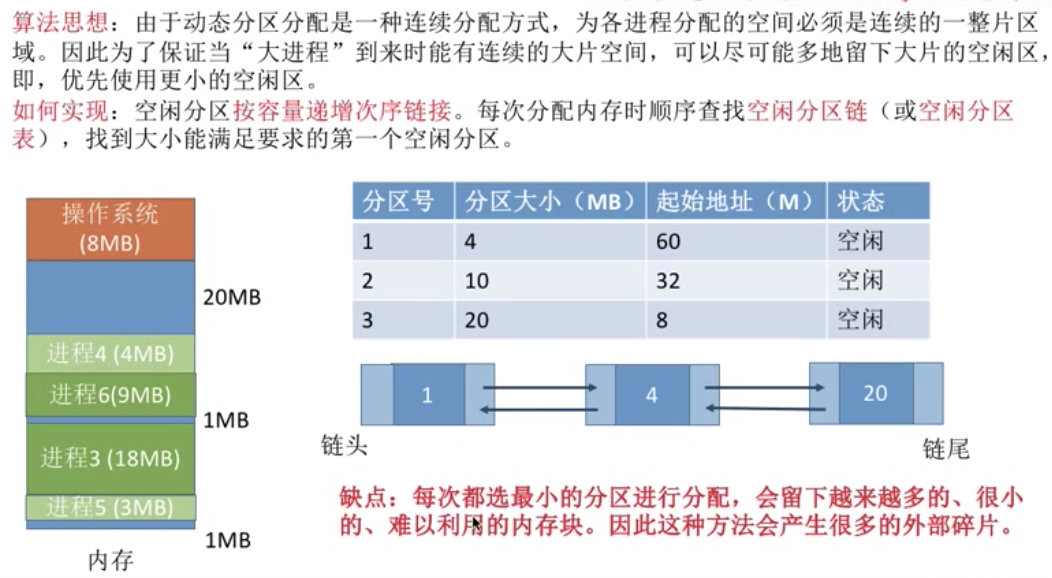 算法思想：由于动态分区分配是一种连续分配方式，为各进程分配的空间必须是连续的一整片区
域。因此为了保证当“大进程”到来时能有连续的大片空间，可以尽可能多地留下大片的空闲区，
即，优先使用更小的空闲区。
如何实现：空闲分区按容量递增次序链接。每次分配内存时顺序查找空闲分区链（或空闲分区
表），找到大小能满足要求的第一个空闲分区。
操作系统
(8MB)
20MB
进程4 (4MB)
进程6(9MB)
1MB
进程3 (18MB)
进程5 (3MB)
1MB
内存
分区号 分区大小（MB） 起始地址（M） 状态
1 4 60 空闲
2 10 32 空闲
3 20 8 空闲
1 4 20
链头 链尾
缺点：每次都选最小的分区进行分配，会留下越来越多的、很小
的、难以利用的内存块。因此这种方法会产生很多的外部碎片。